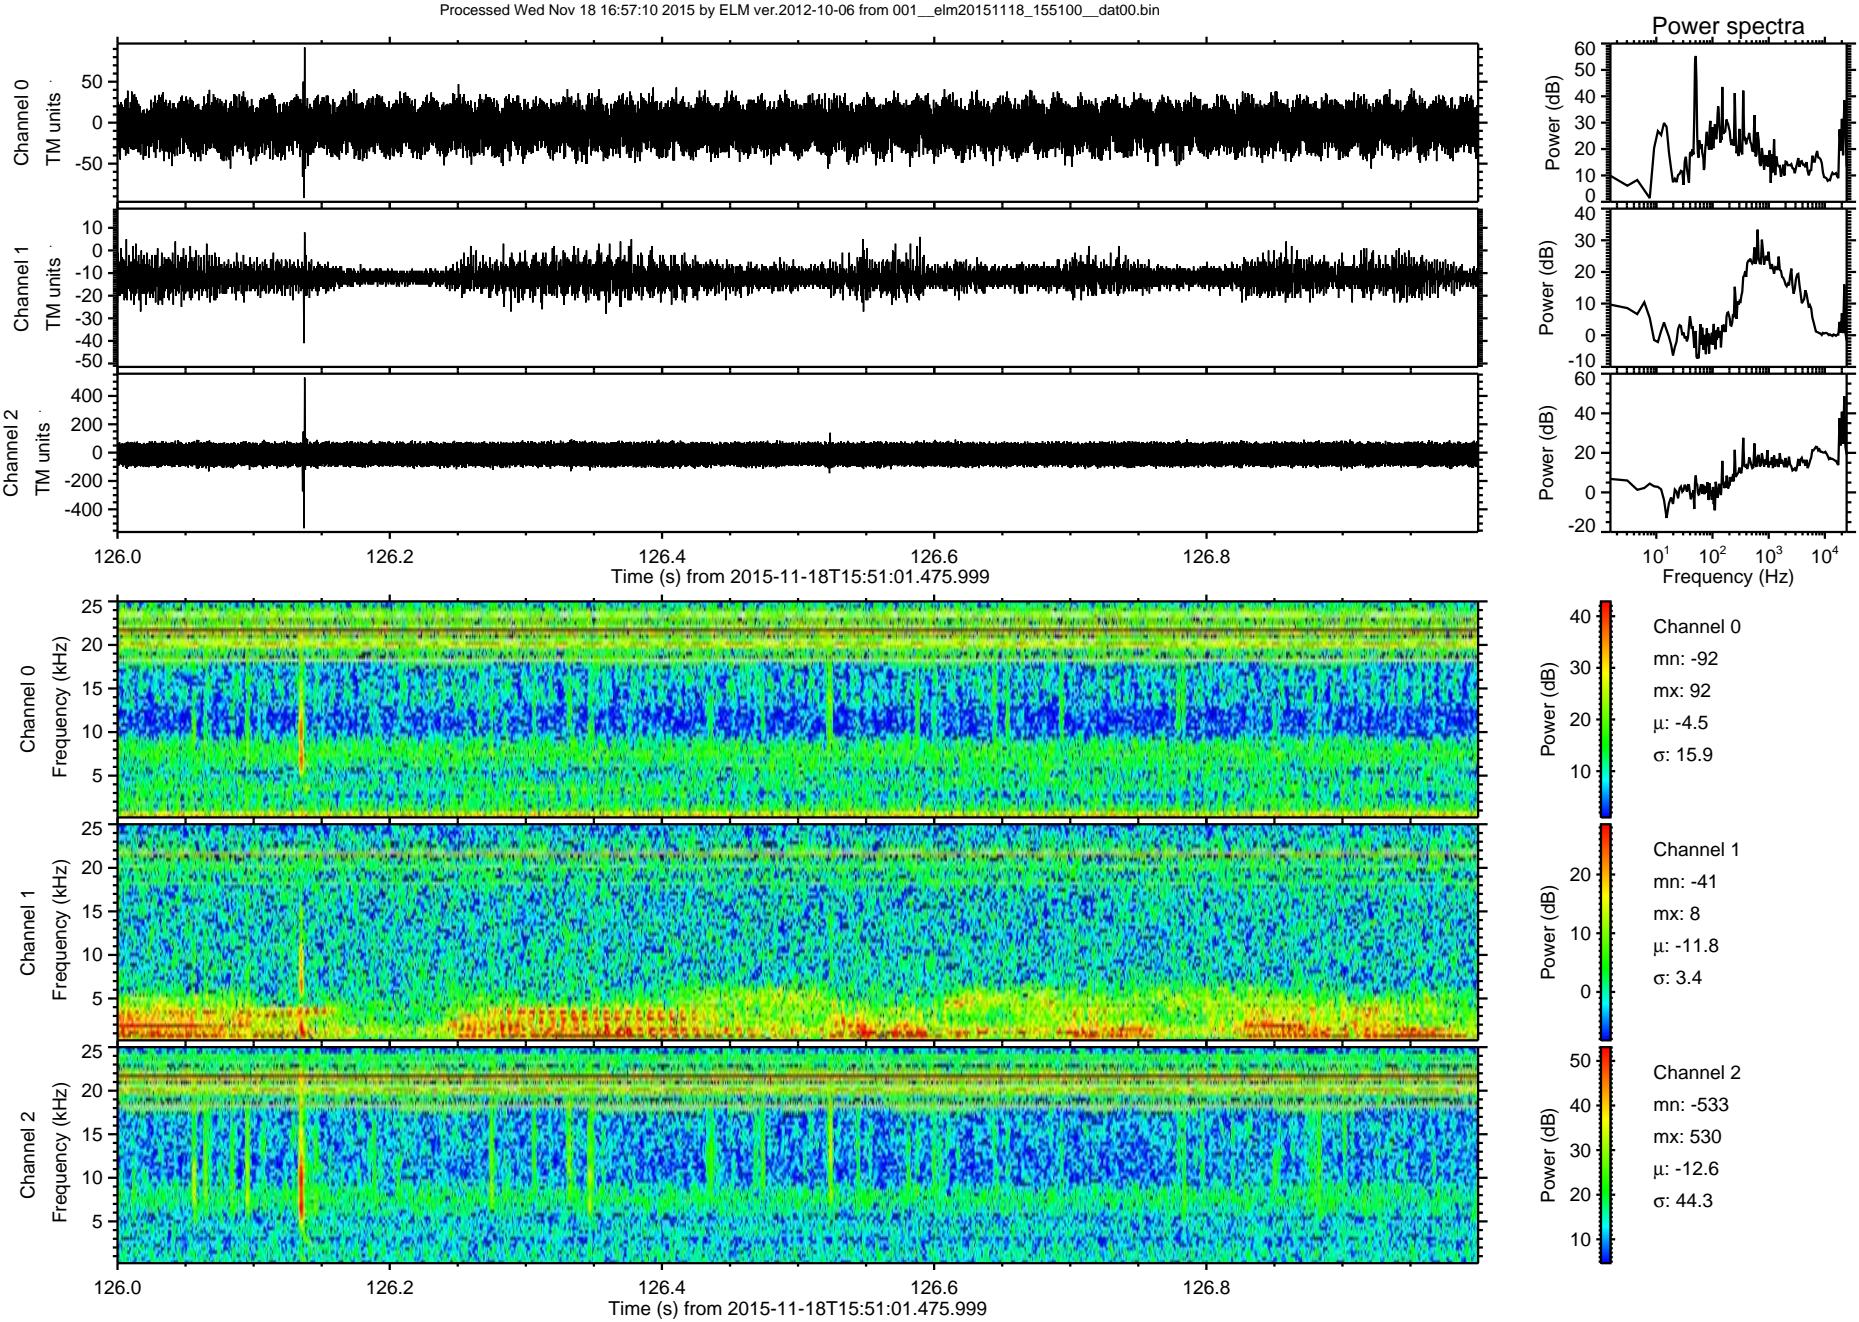 Processed Wed Nov 18 16:57:10 2015 by ELM ver.2012-10-06 from 001__elm20151118_155100__dat00.bin
Power spectra
Channel 0
TM units
50
0
-50
Power (dB)
60
50
40
30
20
10
0
Channel 1
TM units
10
0
-10
-20
-30
-40
-50
Power (dB)
40
30
20
10
0
-10
Channel 2
TM units
400
200
0
-200
-400
Power (dB)
60
40
20
0
-20
126.0 126.2 126.4 126.6 126.8
Time (s) from 2015-11-18T15:51:01.475.999
10^1 10^2 10^3 10^4
Frequency (Hz)
Channel 0
Frequency (kHz)
25
20
15
10
5
Power (dB)
40
30
20
10
Channel 0
mn: -92
mx: 92
μ: -4.5
σ: 15.9
Channel 1
Frequency (kHz)
25
20
15
10
5
Power (dB)
20
10
0
Channel 1
mn: -41
mx: 8
μ: -11.8
σ: 3.4
Channel 2
Frequency (kHz)
25
20
15
10
5
Power (dB)
50
40
30
20
10
Channel 2
mn: -533
mx: 530
μ: -12.6
σ: 44.3
126.0 126.2 126.4 126.6 126.8
Time (s) from 2015-11-18T15:51:01.475.999